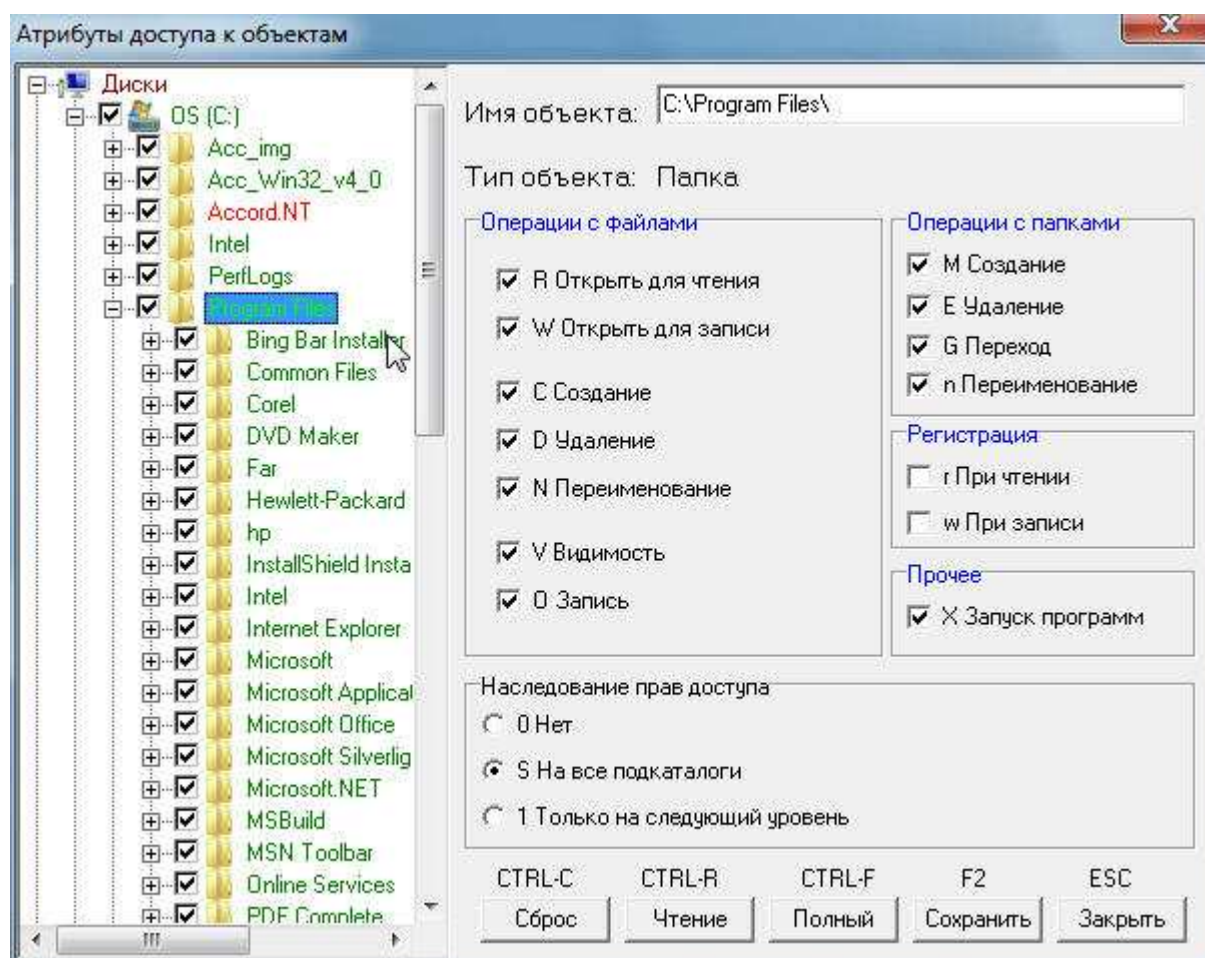 Атрибуты доступа к объектам
Диски
OS (C:)
Acc_img
Acc_Win32_v4_0
Accord.NT
Intel
PerfLogs
Program Files
Bing Bar Installer
Common Files
Corel
DVD Maker
Far
Hewlett-Packard
hp
InstallShield Insta
Intel
Internet Explorer
Microsoft
Microsoft Applicat
Microsoft Office
Microsoft Silverlig
Microsoft.NET
MSBuild
MSN Toolbar
Online Services
PDF Complete
Имя объекта: C:\Program Files\
Тип объекта: Папка
Операции с файлами
R Открыть для чтения
W Открыть для записи
C Создание
D Удаление
N Переименование
V Видимость
O Запись
Операции с папками
M Создание
E Удаление
G Переход
n Переименование
Регистрация
r При чтении
w При записи
Прочее
X Запуск программ
Наследование прав доступа
0 Нет
S На все подкаталоги
1 Только на следующий уровень
CTRL-C CTRL-R CTRL-F F2 ESC
Сброс Чтение Полный Сохранить Закрыть